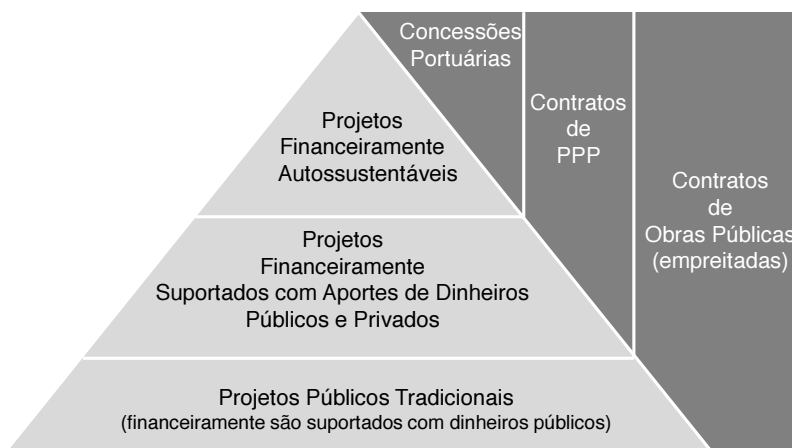 Concessões
Portuárias
Contratos
de
PPP
Contratos
de
Obras Públicas
(empreitadas)
Projetos
Financeiramente
Autossustentáveis
Projetos
Financeiramente
Suportados com Aportes de Dinheiros
Públicos e Privados
Projetos Públicos Tradicionais
(financeiramente são suportados com dinheiros públicos)